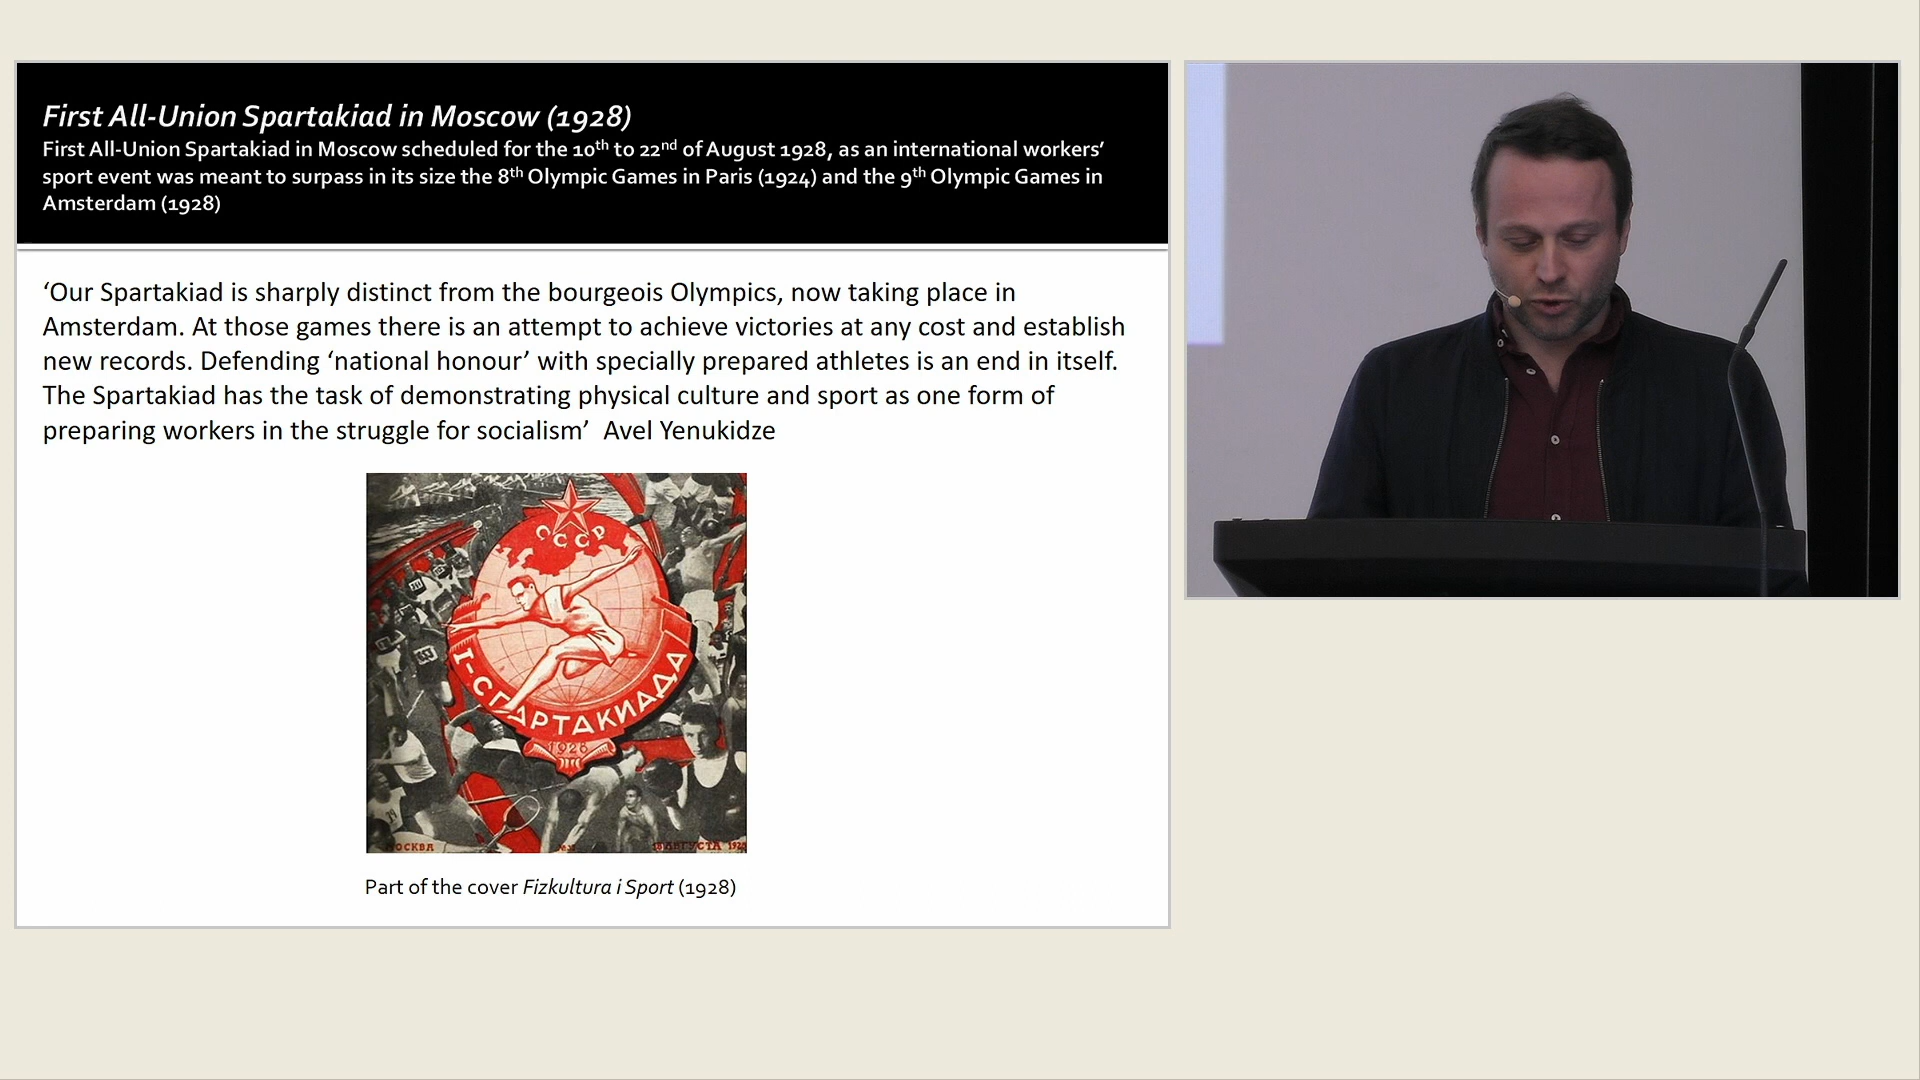 First All-Union Spartakiad in Moscow (1928)
First All-Union Spartakiad in Moscow scheduled for the 10th to 22nd of August 1928, as an international workers’
sport event was meant to surpass in its size the 8th Olympic Games in Paris (1924) and the 9th Olympic Games in
Amsterdam (1928)
‘Our Spartakiad is sharply distinct from the bourgeois Olympics, now taking place in
Amsterdam. At those games there is an attempt to achieve victories at any cost and establish
new records. Defending ‘national honour’ with specially prepared athletes is an end in itself.
The Spartakiad has the task of demonstrating physical culture and sport as one form of
preparing workers in the struggle for socialism’ Avel Yenukidze
СССР
I-СПАРТАКИАДА
1928
МОСКВА
АВГУСТА 1928
Part of the cover Fizkultura i Sport (1928)